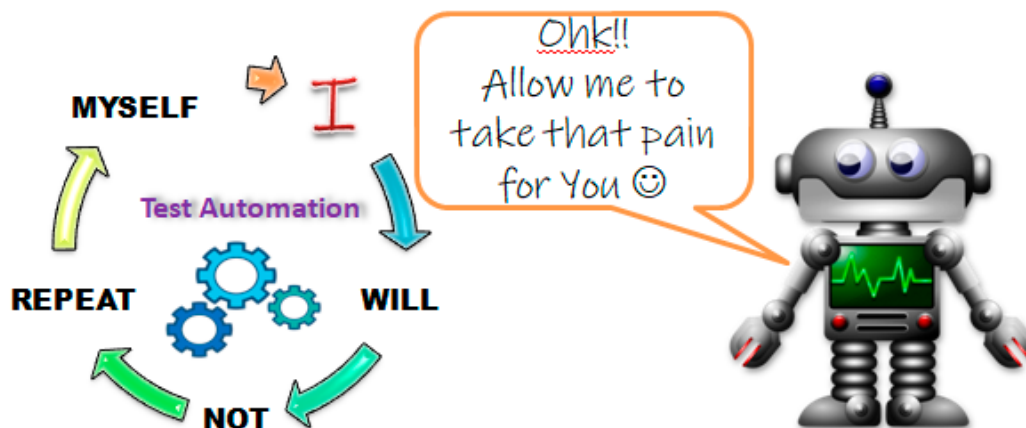 I
WILL
NOT
REPEAT
MYSELF
Test Automation
Ohk!!
Allow me to
take that pain
for You ☺